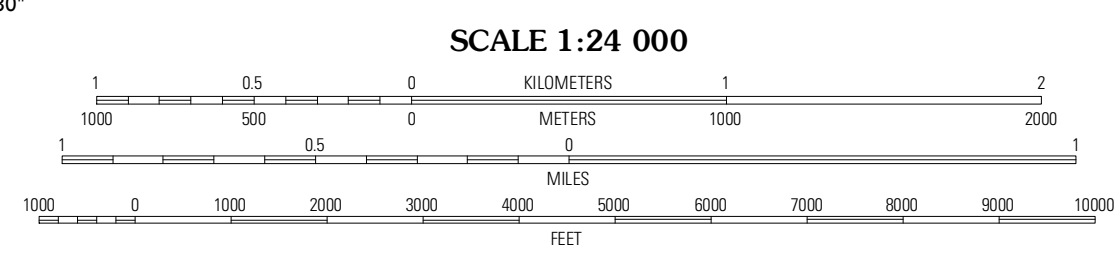 30"
SCALE 1:24 000
1 0.5 0 KILOMETERS 1 2
1000 500 0 METERS 1000 2000
1 0.5 0 1
MILES
1000 0 1000 2000 3000 4000 5000 6000 7000 8000 9000 10000
FEET